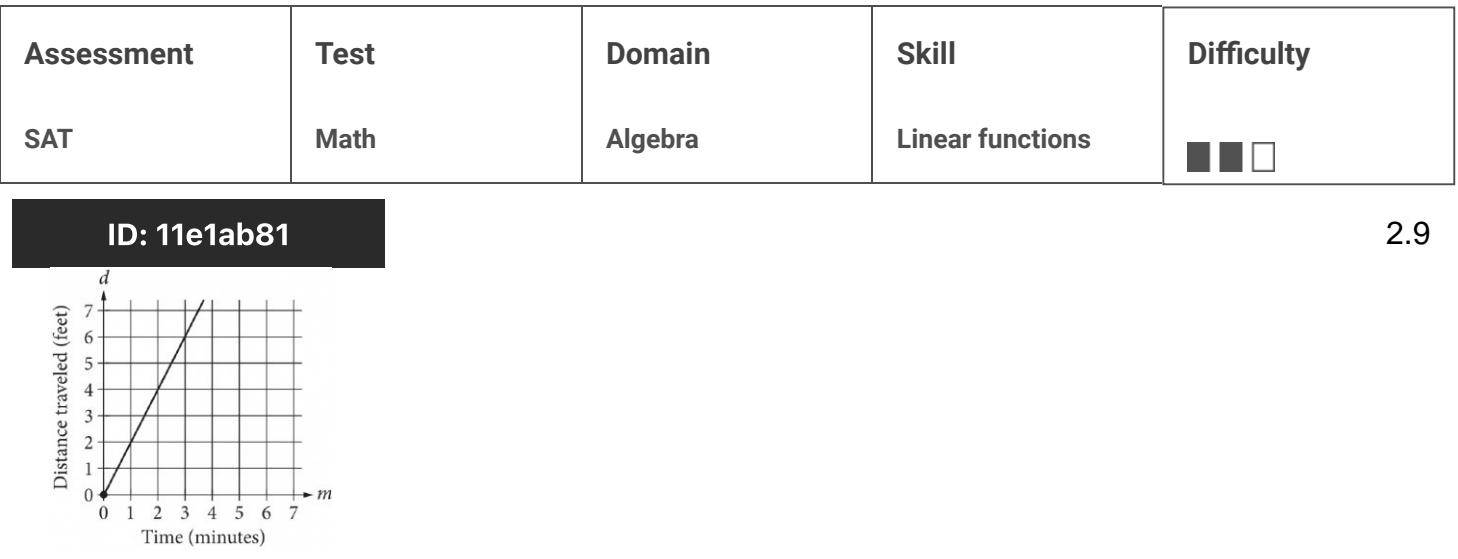 Assessment Test Domain Skill Difficulty
SAT Math Algebra Linear functions
ID: 11e1ab81 2.9
d
7
6
5
4
3
2
1
0
Distance traveled (feet)
m
0 1 2 3 4 5 6 7
Time (minutes)